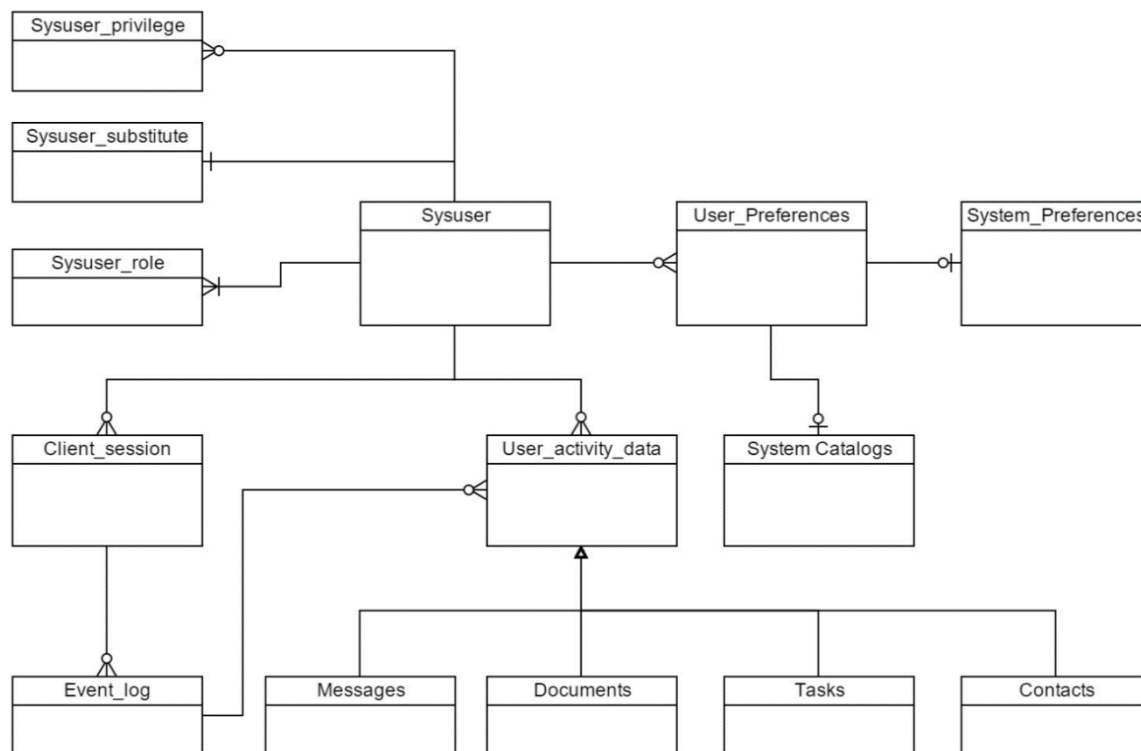 Sysuser_privilege
Sysuser_substitute
Sysuser
User_Preferences
System_Preferences
Sysuser_role
Client_session
User_activity_data
System Catalogs
Event_log
Messages
Documents
Tasks
Contacts